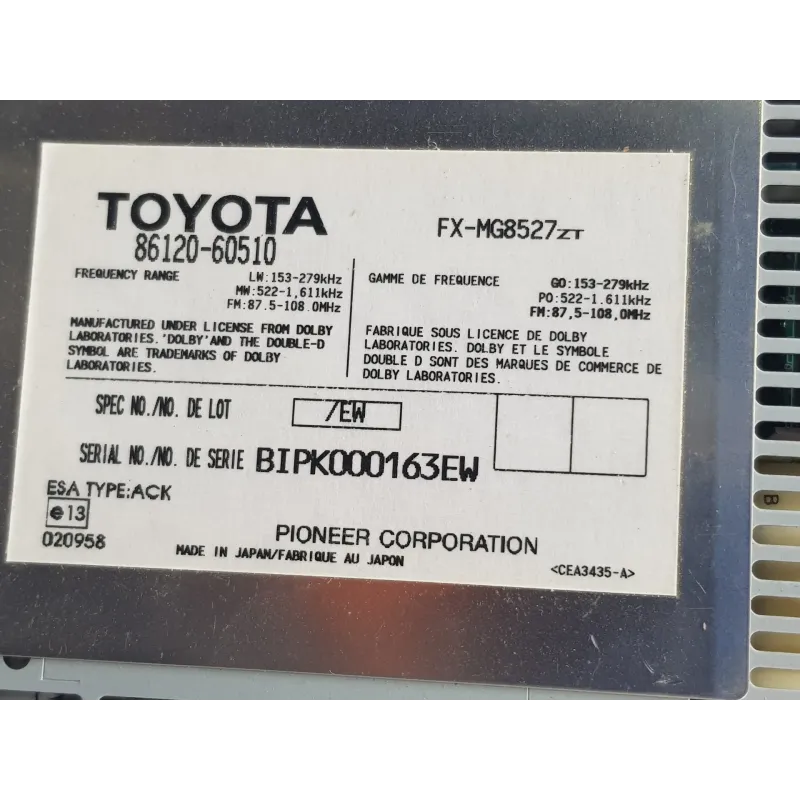 TOYOTA
86120-60510
FX-MG8527ZT
FREQUENCY RANGE LW:153-279kHz
MW:522-1,611kHz
FM:87.5-108.0MHz
GAMME DE FREQUENCE GO:153-279kHz
PO:522-1.611kHz
FM:87,5-108,0MHz
MANUFACTURED UNDER LICENSE FROM DOLBY
LABORATORIES. 'DOLBY' AND THE DOUBLE-D
SYMBOL ARE TRADEMARKS OF DOLBY
LABORATORIES.
FABRIQUE SOUS LICENCE DE DOLBY
LABORATORIES. DOLBY ET LE SYMBOLE
DOUBLE D SONT DES MARQUES DE COMMERCE DE
DOLBY LABORATORIES.
SPEC NO./NO. DE LOT /EW
SERIAL NO./NO. DE SERIE BIPK000163EW
ESA TYPE:ACK
e13
020958
PIONEER CORPORATION
MADE IN JAPAN/FABRIQUE AU JAPON
<CEA3435-A>
B